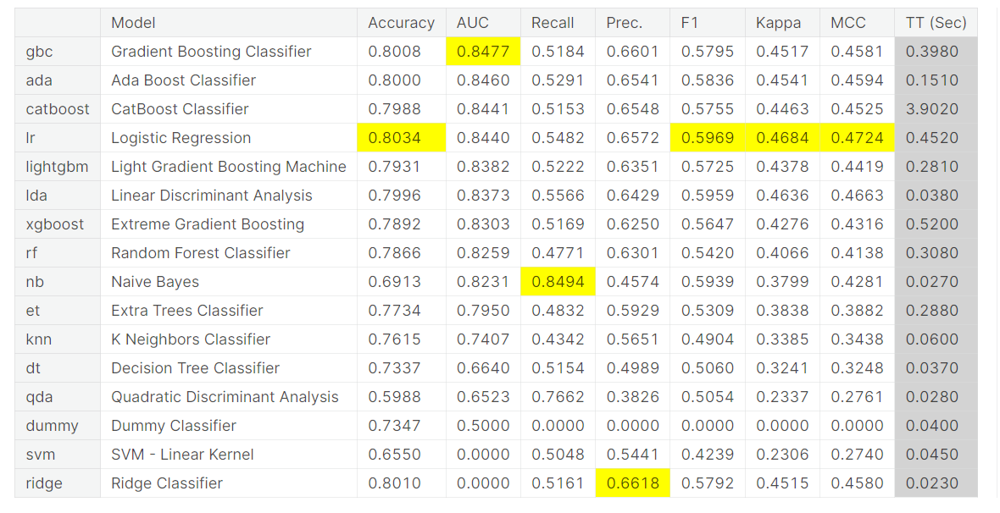 Model Accuracy AUC Recall Prec. F1 Kappa MCC TT (Sec)
gbc Gradient Boosting Classifier 0.8008 0.8477 0.5184 0.6601 0.5795 0.4517 0.4581 0.3980
ada Ada Boost Classifier 0.8000 0.8460 0.5291 0.6541 0.5836 0.4541 0.4594 0.1510
catboost CatBoost Classifier 0.7988 0.8441 0.5153 0.6548 0.5755 0.4463 0.4525 3.9020
lr Logistic Regression 0.8034 0.8440 0.5482 0.6572 0.5969 0.4684 0.4724 0.4520
lightgbm Light Gradient Boosting Machine 0.7931 0.8382 0.5222 0.6351 0.5725 0.4378 0.4419 0.2810
lda Linear Discriminant Analysis 0.7996 0.8373 0.5566 0.6429 0.5959 0.4636 0.4663 0.0380
xgboost Extreme Gradient Boosting 0.7892 0.8303 0.5169 0.6250 0.5647 0.4276 0.4316 0.5200
rf Random Forest Classifier 0.7866 0.8259 0.4771 0.6301 0.5420 0.4066 0.4138 0.3080
nb Naive Bayes 0.6913 0.8231 0.8494 0.4574 0.5939 0.3799 0.4281 0.0270
et Extra Trees Classifier 0.7734 0.7950 0.4832 0.5929 0.5309 0.3838 0.3882 0.2880
knn K Neighbors Classifier 0.7615 0.7407 0.4342 0.5651 0.4904 0.3385 0.3438 0.0600
dt Decision Tree Classifier 0.7337 0.6640 0.5154 0.4989 0.5060 0.3241 0.3248 0.0370
qda Quadratic Discriminant Analysis 0.5988 0.6523 0.7662 0.3826 0.5054 0.2337 0.2761 0.0280
dummy Dummy Classifier 0.7347 0.5000 0.0000 0.0000 0.0000 0.0000 0.0000 0.0400
svm SVM - Linear Kernel 0.6550 0.0000 0.5048 0.5441 0.4239 0.2306 0.2740 0.0450
ridge Ridge Classifier 0.8010 0.0000 0.5161 0.6618 0.5792 0.4515 0.4580 0.0230